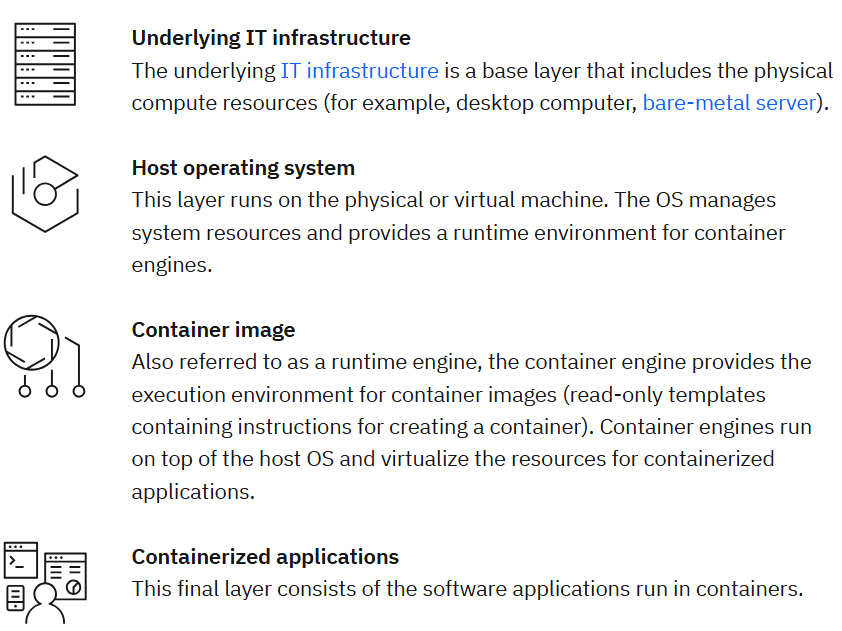 Underlying IT infrastructure
The underlying IT infrastructure is a base layer that includes the physical
compute resources (for example, desktop computer, bare-metal server).
Host operating system
This layer runs on the physical or virtual machine. The OS manages
system resources and provides a runtime environment for container
engines.
Container image
Also referred to as a runtime engine, the container engine provides the
execution environment for container images (read-only templates
containing instructions for creating a container). Container engines run
on top of the host OS and virtualize the resources for containerized
applications.
Containerized applications
This final layer consists of the software applications run in containers.